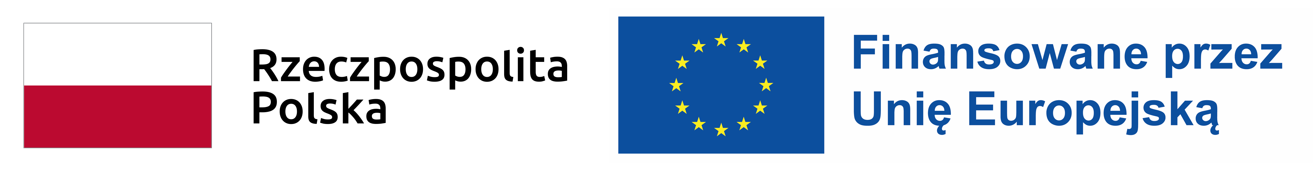 Rzeczpospolita
Polska
Finansowane przez
Unię Europejską